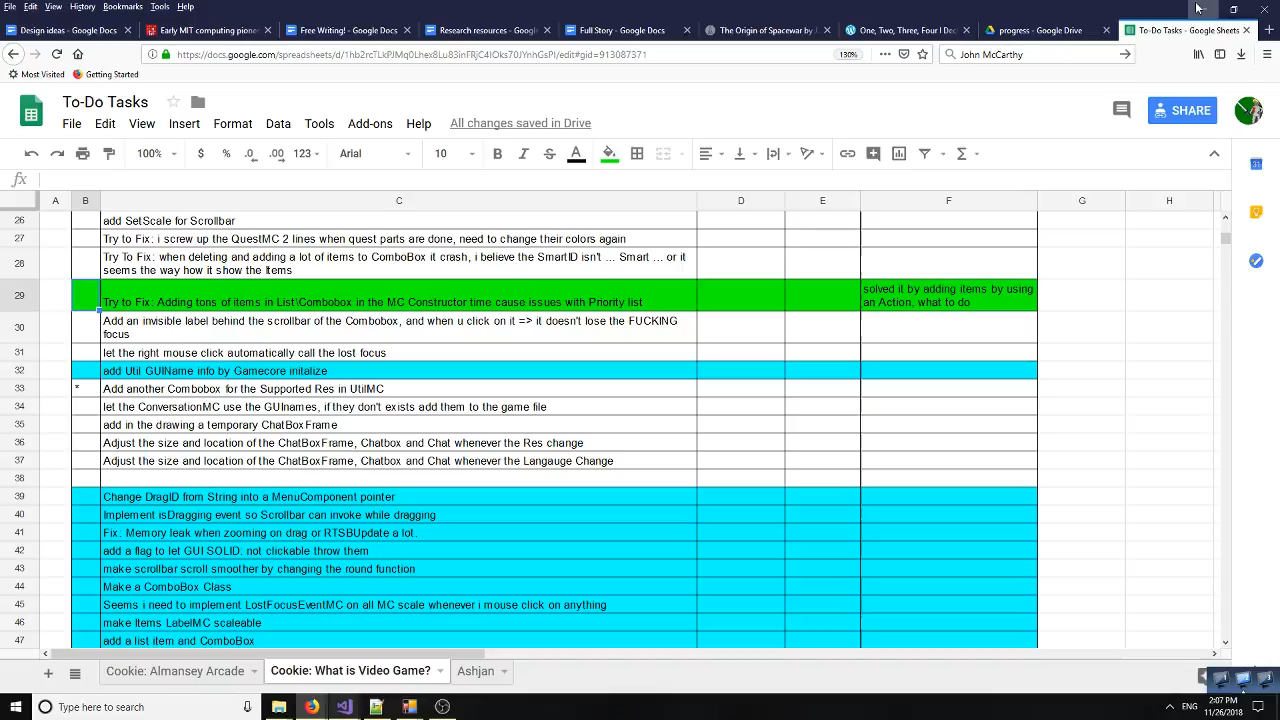 File Edit View History Bookmarks Tools Help
Design ideas - Google Docs
Early MIT computing pione
Free Writing! - Google Docs
Research resources - Google
Full Story - Google Docs
The Origin of Spacewar by J
One, Two, Three, Four I Dec
progress - Google Drive
To-Do Tasks - Google Sheets
130%
John McCarthy
Most Visited Getting Started
To-Do Tasks
File Edit View Insert Format Data Tools Add-ons Help All changes saved in Drive
SHARE
100% $ % .0 .00 123 Arial 10 B I S A Σ
fx
A B C D E F G H
26 add SetScale for Scrollbar
27 Try to Fix: i screw up the QuestMC 2 lines when quest parts are done, need to change their colors again
28 Try To Fix: when deleting and adding a lot of items to ComboBox it crash, i believe the SmartID isn't ... Smart ... or it
seems the way how it show the Items
29 Try to Fix: Adding tons of items in List\Combobox in the MC Constructor time cause issues with Priority list
solved it by adding items by using
an Action, what to do
30 Add an invisible label behind the scrollbar of the Combobox, and when u click on it => it doesn't lose the FUCKING
focus
31 let the right mouse click automatically call the lost focus
32 add Util GUIName info by Gamecore initalize
33 * Add another Combobox for the Supported Res in UtilMC
34 let the ConversationMC use the GUInames, if they don't exists add them to the game file
35 add in the drawing a temporary ChatBoxFrame
36 Adjust the size and location of the ChatBoxFrame, Chatbox and Chat whenever the Res change
37 Adjust the size and location of the ChatBoxFrame, Chatbox and Chat whenever the Langauge Change
38
39 Change DragID from String into a MenuComponent pointer
40 Implement isDragging event so Scrollbar can invoke while dragging
41 Fix: Memory leak when zooming on drag or RTSBUpdate a lot.
42 add a flag to let GUI SOLID: not clickable throw them
43 make scrollbar scroll smoother by changing the round function
44 Make a ComboBox Class
45 Seems i need to implement LostFocusEventMC on all MC scale whenever i mouse click on anything
46 make Items LabelMC scaleable
47 add a list item and ComboBox
Cookie: Almansey Arcade Cookie: What is Video Game? Ashjan
Type here to search
ENG
2:07 PM
11/26/2018